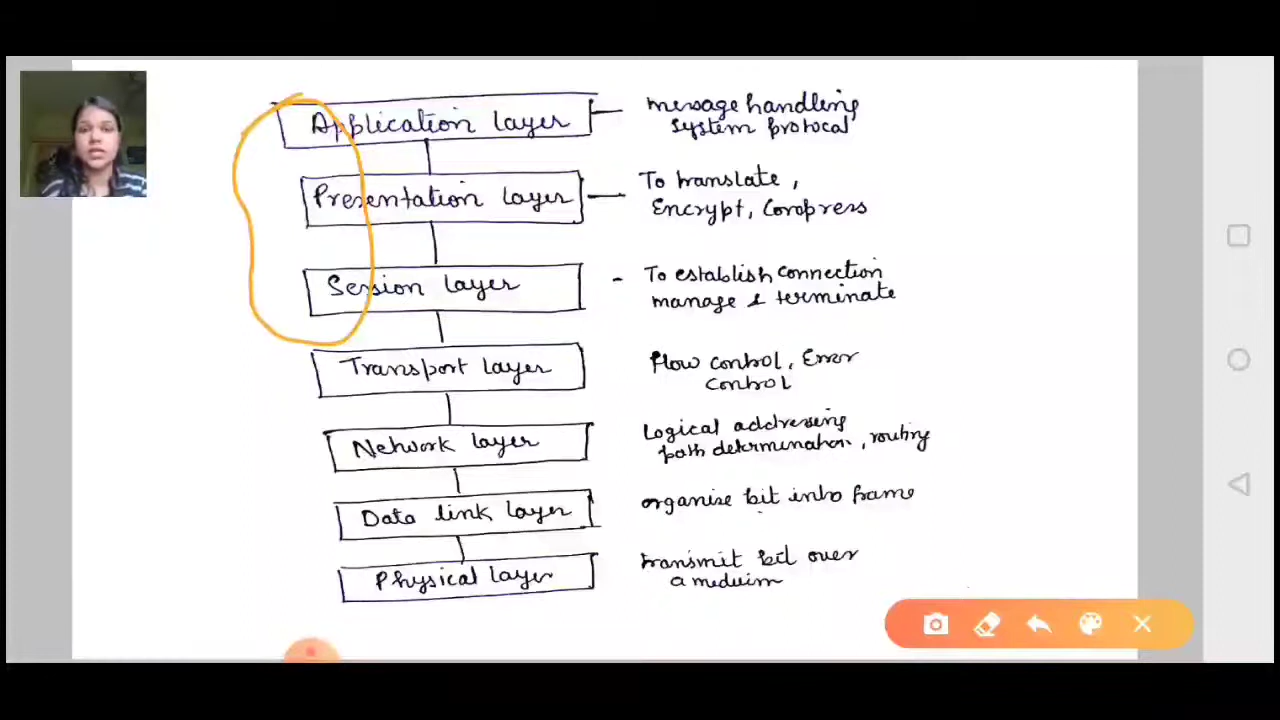 Application layer
message handling
system protocal
Presentation layer
To translate,
Encrypt, Compress
Session layer
- To establish connection
manage & terminate
Transport layer
Flow control, Error
control
Network layer
Logical addressing
path determination, routing
Data link layer
organise bit into frame
Physical layer
transmit bit over
a meduim